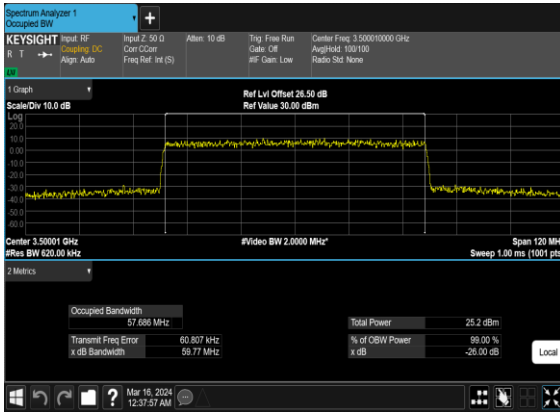 Spectrum Analyzer 1
Occupied BW
+
KEYSIGHT
R T
LW
Input: RF
Coupling: DC
Align: Auto
Input Z: 50 Ω
Corr CCorr
Freq Ref: Int (S)
Atten: 10 dB
Trig: Free Run
Gate: Off
#IF Gain: Low
Center Freq: 3.500010000 GHz
Avg|Hold: 100/100
Radio Std: None
1 Graph
Scale/Div 10.0 dB
Ref Lvl Offset 26.50 dB
Ref Value 30.00 dBm
Log
20.0
10.0
0.00
-10.0
-20.0
-30.0
-40.0
-50.0
-60.0
Center 3.50001 GHz
#Res BW 620.00 kHz
#Video BW 2.0000 MHz*
Span 120 MH
Sweep 1.00 ms (1001 pts
2 Metrics
Occupied Bandwidth
57.686 MHz
Transmit Freq Error 60.807 kHz
x dB Bandwidth 59.77 MHz
Total Power 25.2 dBm
% of OBW Power 99.00 %
x dB -26.00 dB
Local
?
Mar 16, 2024
12:37:57 AM